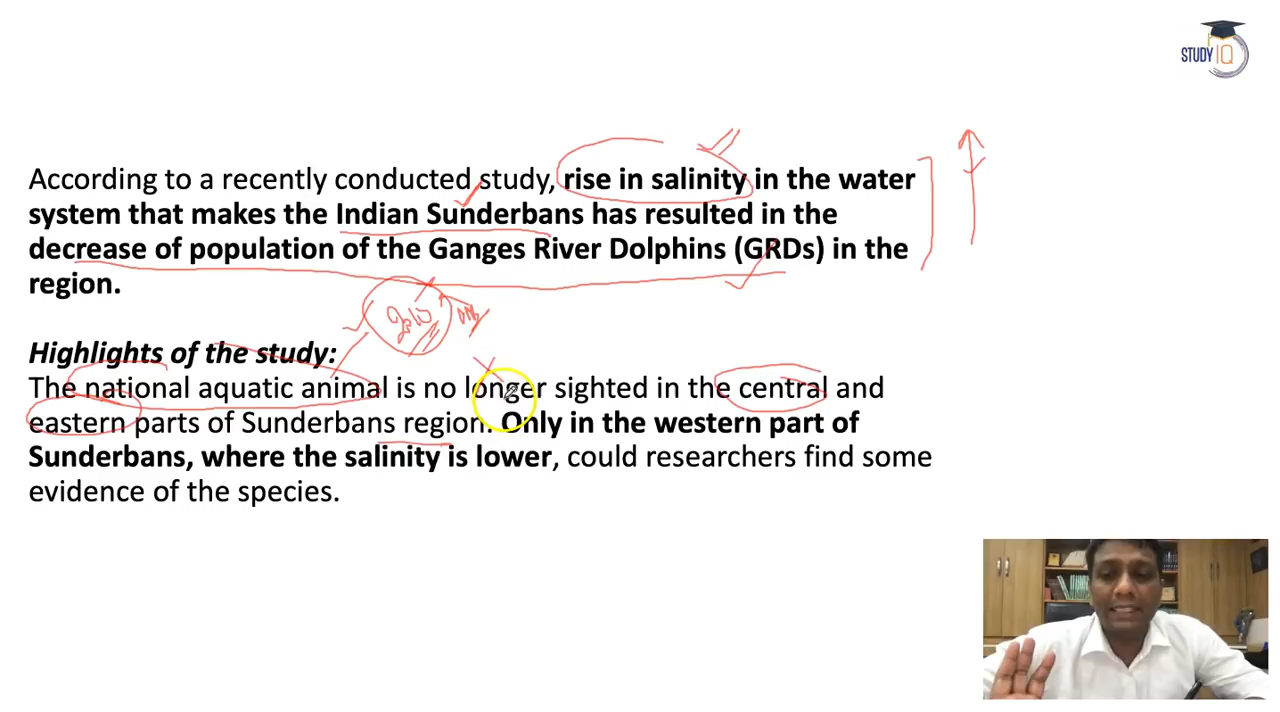 STUDY IQ
According to a recently conducted study, rise in salinity in the water
system that makes the Indian Sunderbans has resulted in the
decrease of population of the Ganges River Dolphins (GRDs) in the
region.
Highlights of the study:
The national aquatic animal is no longer sighted in the central and
eastern parts of Sunderbans region. Only in the western part of
Sunderbans, where the salinity is lower, could researchers find some
evidence of the species.